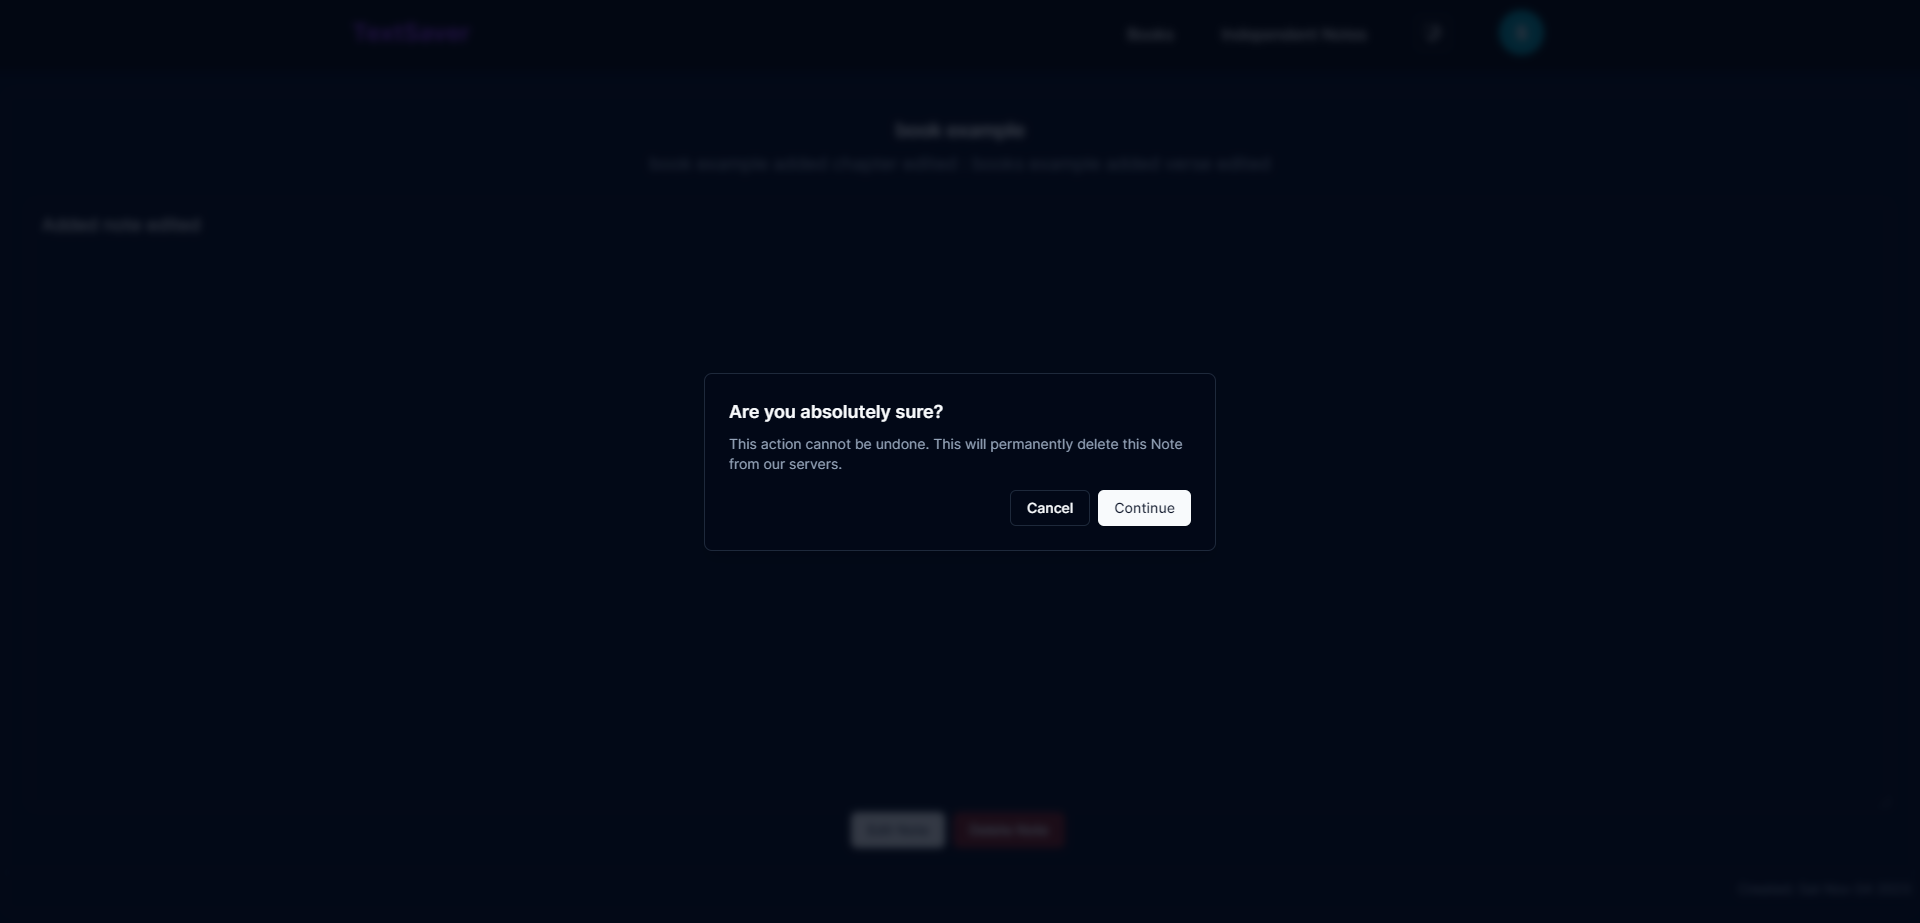 TextSaver
Books
Independent Notes
book example
book example added chapter edited : books example added verse edited
Added note edited
Are you absolutely sure?
This action cannot be undone. This will permanently delete this Note
from our servers.
Cancel
Continue
Edit Note
Delete Note